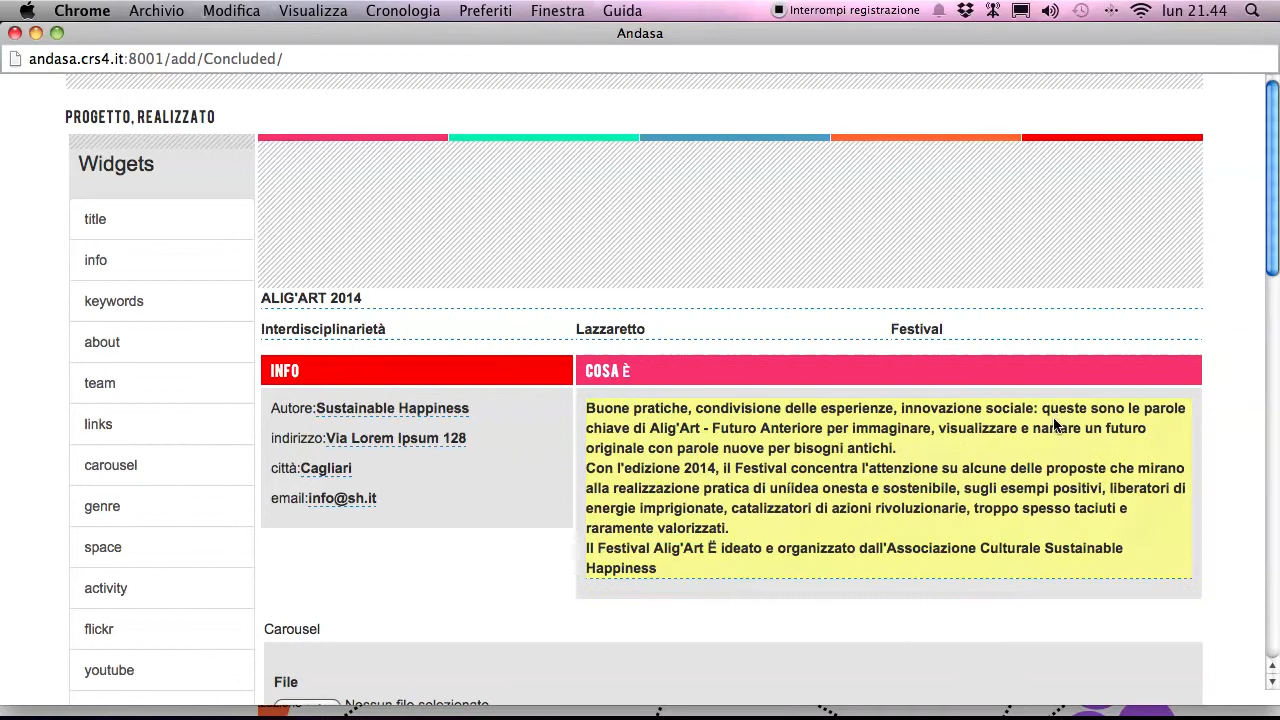 Chrome Archivio Modifica Visualizza Cronologia Preferiti Finestra Guida Interrompi registrazione lun 21.44
Andasa
andasa.crs4.it:8001/add/Concluded/
PROGETTO, REALIZZATO
Widgets
title
info
keywords
about
team
links
carousel
genre
space
activity
flickr
youtube
ALIG'ART 2014
Interdisciplinarietà Lazzaretto Festival
INFO
Autore:Sustainable Happiness
indirizzo:Via Lorem Ipsum 128
città:Cagliari
email:info@sh.it
COSA È
Buone pratiche, condivisione delle esperienze, innovazione sociale: queste sono le parole
chiave di Alig'Art - Futuro Anteriore per immaginare, visualizzare e narrare un futuro
originale con parole nuove per bisogni antichi.
Con l'edizione 2014, il Festival concentra l'attenzione su alcune delle proposte che mirano
alla realizzazione pratica di uníidea onesta e sostenibile, sugli esempi positivi, liberatori di
energie imprigionate, catalizzatori di azioni rivoluzionarie, troppo spesso taciuti e
raramente valorizzati.
Il Festival Alig'Art Ë ideato e organizzato dall'Associazione Culturale Sustainable
Happiness
Carousel
File
Nessun file selezionato